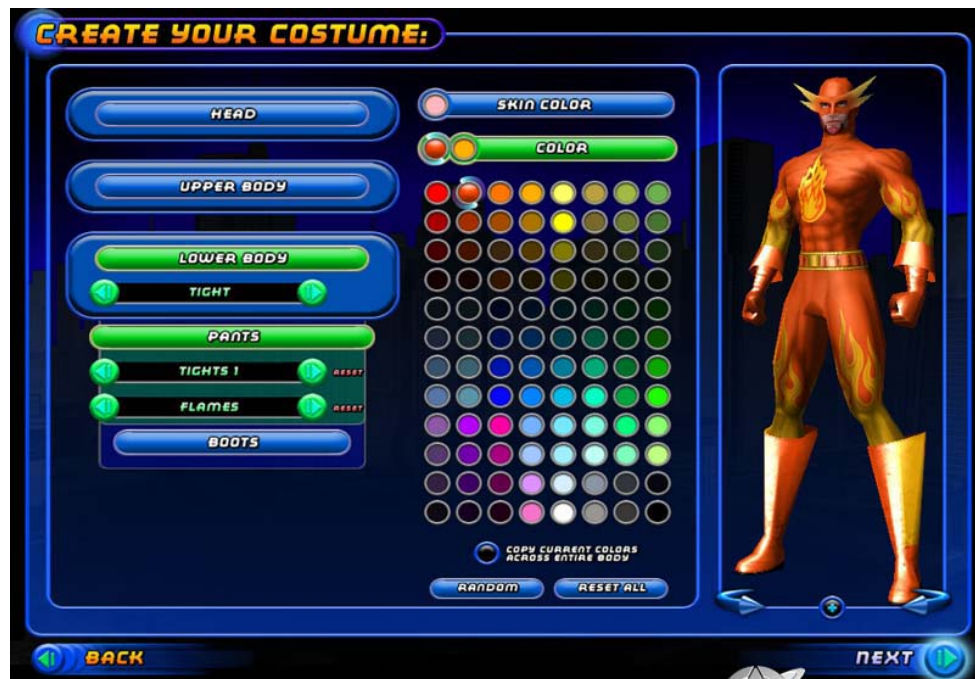 CREATE YOUR COSTUME:
HEAD
UPPER BODY
LOWER BODY
TIGHT
PANTS
TIGHTS 1
RESET
FLAMES
RESET
BOOTS
SKIN COLOR
COLOR
COPY CURRENT COLORS
ACROSS ENTIRE BODY
RANDOM
RESET ALL
BACK
NEXT